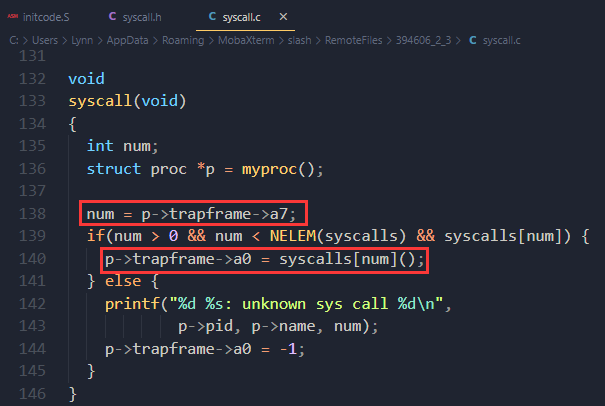 ASM initcode.S C syscall.h C syscall.c ×
C: > Users > Lynn > AppData > Roaming > MobaXterm > slash > RemoteFiles > 394606_2_3 > C syscall.c
131
132 void
133 syscall(void)
134 {
135 int num;
136 struct proc *p = myproc();
137
138 num = p->trapframe->a7;
139 if(num > 0 && num < NELEM(syscalls) && syscalls[num]) {
140 p->trapframe->a0 = syscalls[num]();
141 } else {
142 printf("%d %s: unknown sys call %d\n",
143 p->pid, p->name, num);
144 p->trapframe->a0 = -1;
145 }
146 }